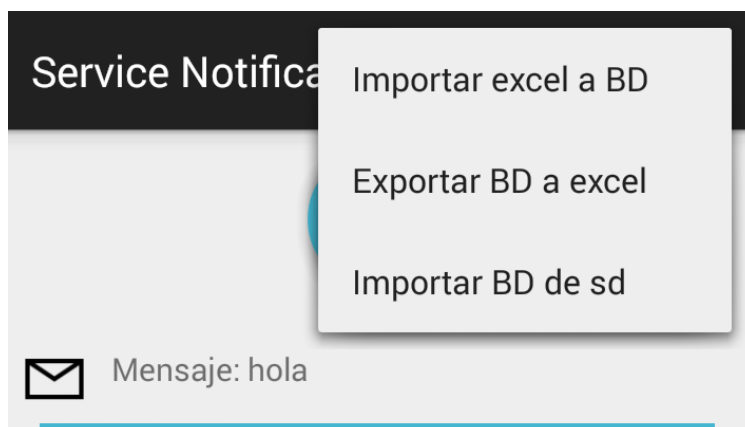 Service Notifica
Importar excel a BD
Exportar BD a excel
Importar BD de sd
Mensaje: hola